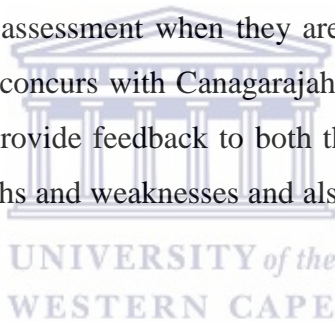 assessment when they are
concurs with Canagarajah
provide feedback to both th
hs and weaknesses and als
UNIVERSITY of the
WESTERN CAPE